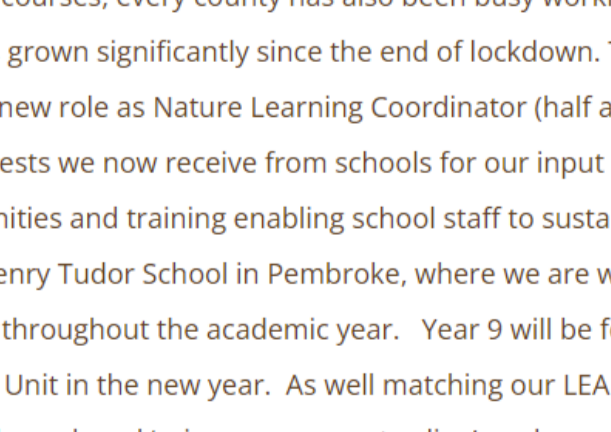 courses, every county has also been busy
grown significantly since the end of lockdown.
new role as Nature Learning Coordinator (half a
ests we now receive from schools for our input
nities and training enabling school staff to susta
enry Tudor School in Pembroke, where we are w
throughout the academic year. Year 9 will be f
Unit in the new year. As well matching our LEA